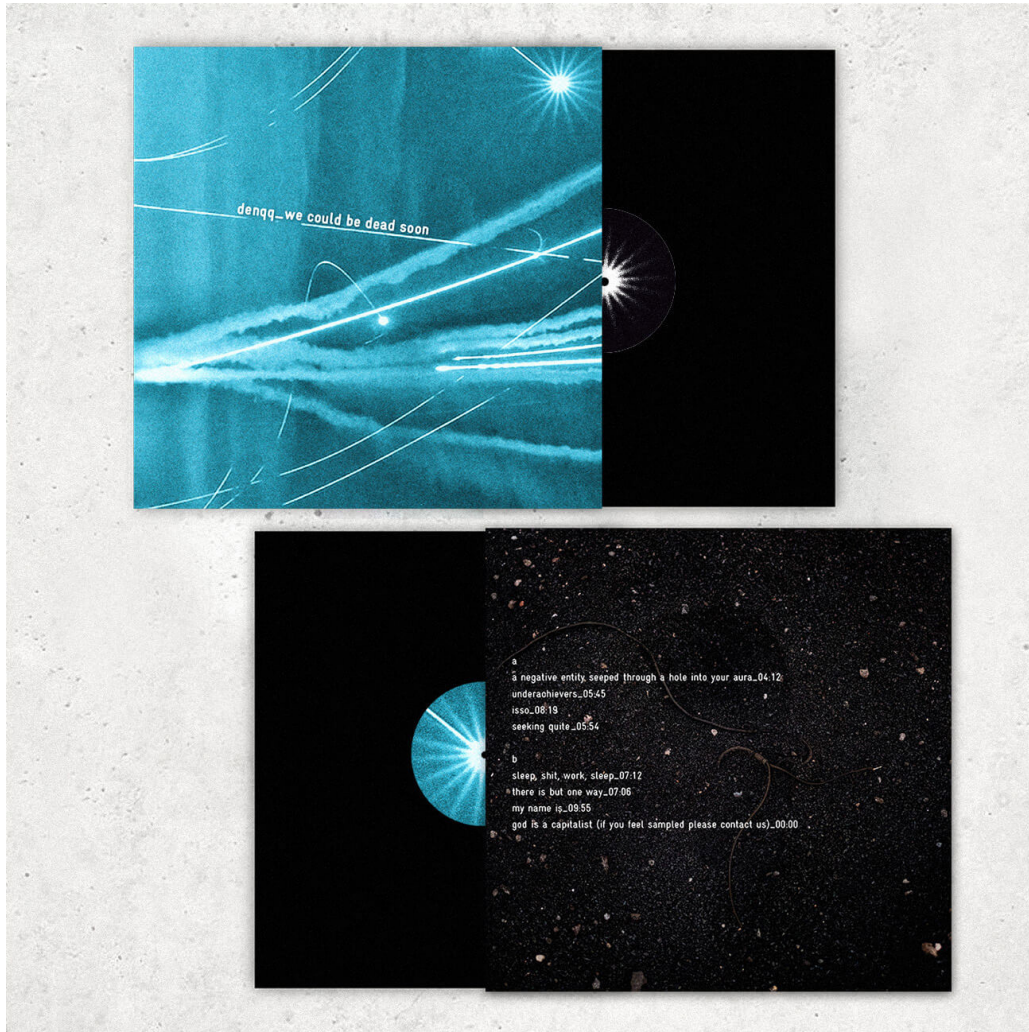 denqq_we could be dead soon
a
a negative entity, seeped through a hole into your aura_04:12
underachievers_05:45
isso_08:19
seeking quite_05:54
b
sleep, shit, work, sleep_07:12
there is but one way_07:06
my name is_09:55
god is a capitalist (if you feel sampled please contact us)_00:00